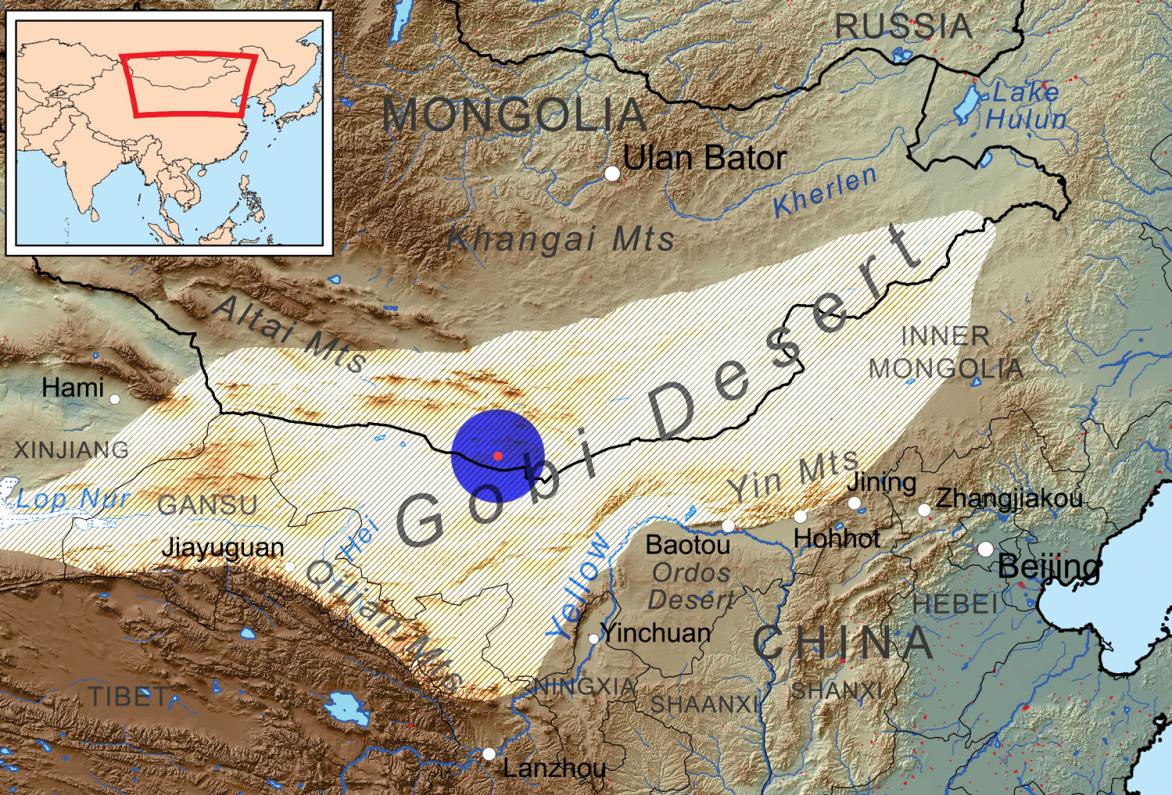 RUSSIA
MONGOLIA
Lake
Hulun
Ulan Bator
Kherlen
Khangai Mts
Altai Mts
Gobi Desert
INNER
MONGOLIA
Hami
XINJIANG
Lop Nur
GANSU
Yin Mts
Jining
Zhangjiakou
Jiayuguan
Hei
Baotou
Hohhot
Beijing
Ordos
Desert
Qilian Mts
Yellow
HEBEI
Yinchuan
CHINA
TIBET
NINGXIA
SHAANXI
SHANXI
Lanzhou